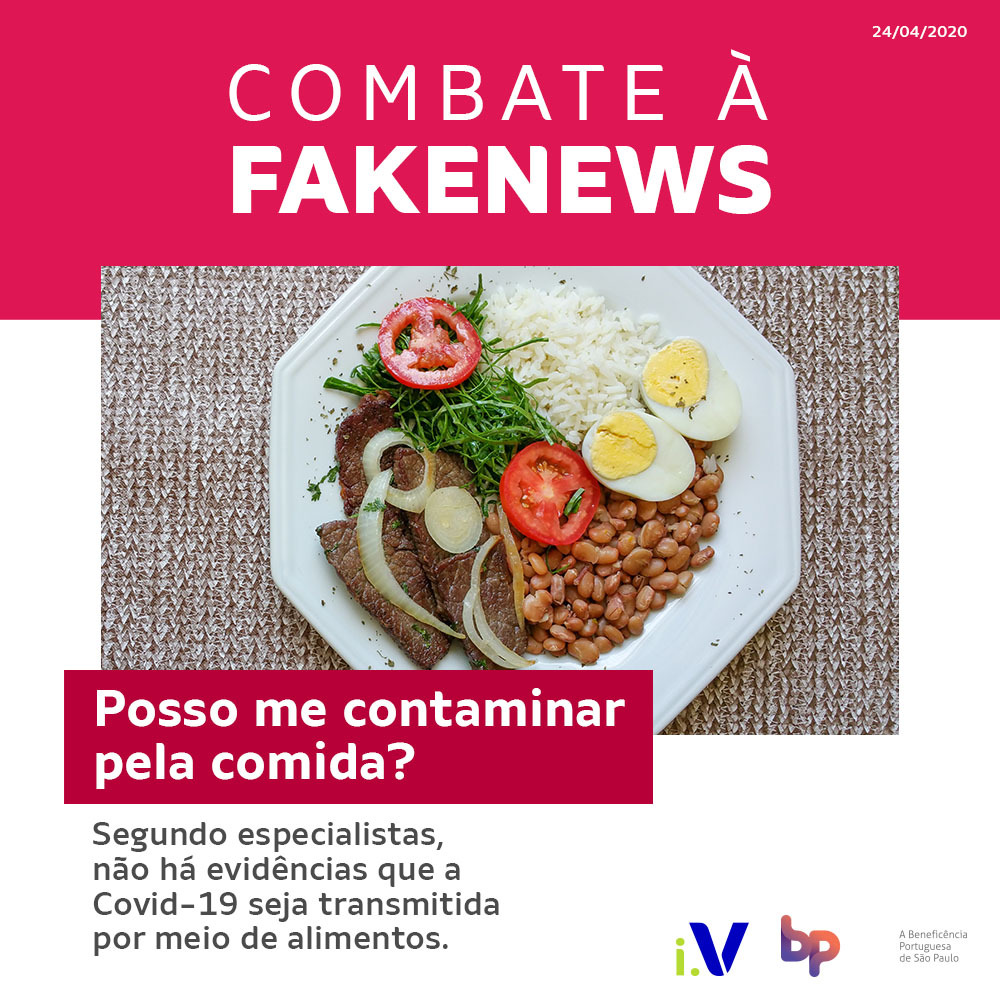 24/04/2020
COMBATE À
FAKENEWS
Posso me contaminar
pela comida?
Segundo especialistas,
não há evidências que a
Covid-19 seja transmitida
por meio de alimentos.
i.V
bp
A Beneficência
Portuguesa
de São Paulo